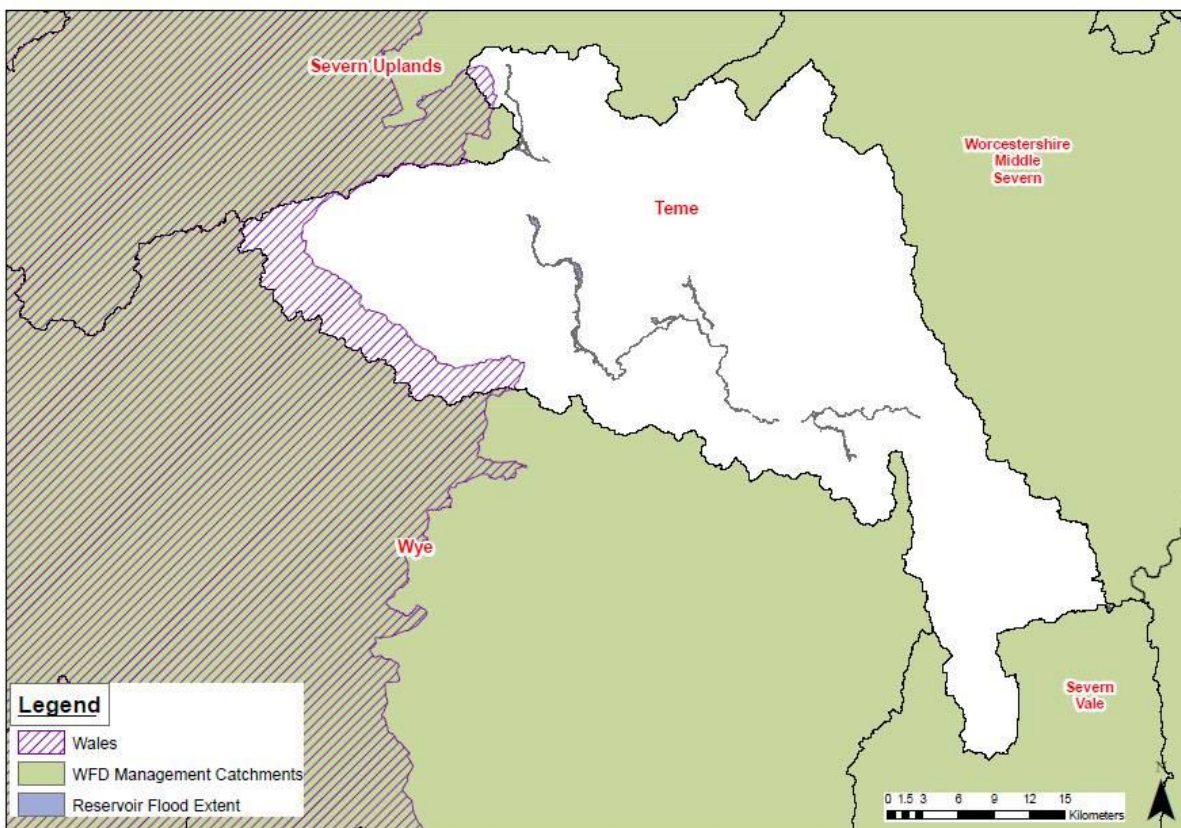 Severn Uplands
Worcestershire
Middle
Severn
Teme
Wye
Severn
Vale
Legend
Wales
WFD Management Catchments
Reservoir Flood Extent
N
0 1.5 3 6 9 12 15
Kilometers